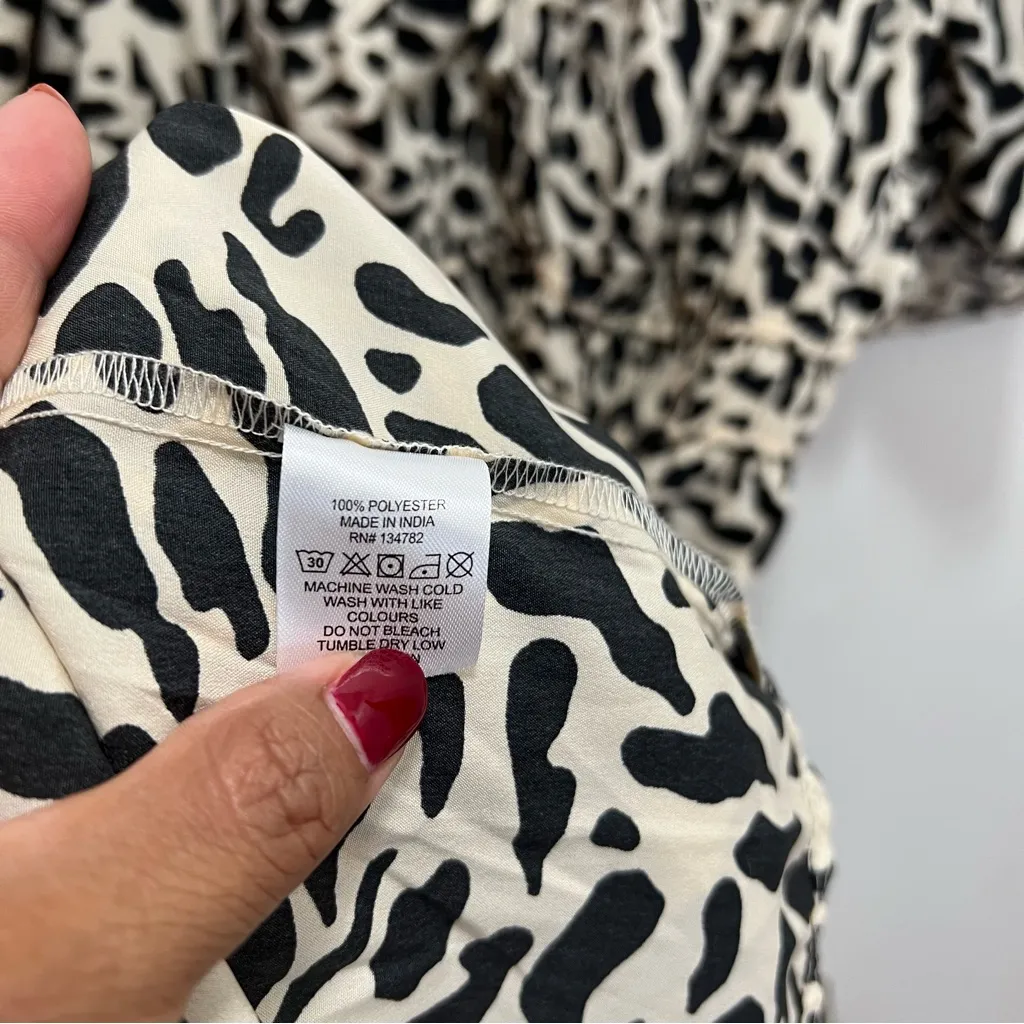 100% POLYESTER
MADE IN INDIA
RN# 134782
30
MACHINE WASH COLD
WASH WITH LIKE
COLOURS
DO NOT BLEACH
TUMBLE DRY LOW